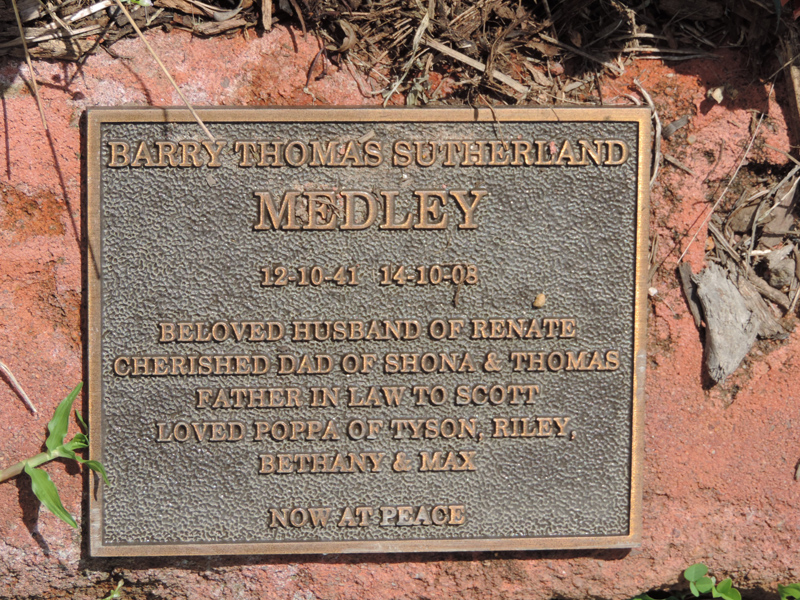 BARRY THOMAS SUTHERLAND
MEDLEY
12-10-41 14-10-08
BELOVED HUSBAND OF RENATE
CHERISHED DAD OF SHONA & THOMAS
FATHER IN LAW TO SCOTT
LOVED POPPA OF TYSON, RILEY,
BETHANY & MAX
NOW AT PEACE